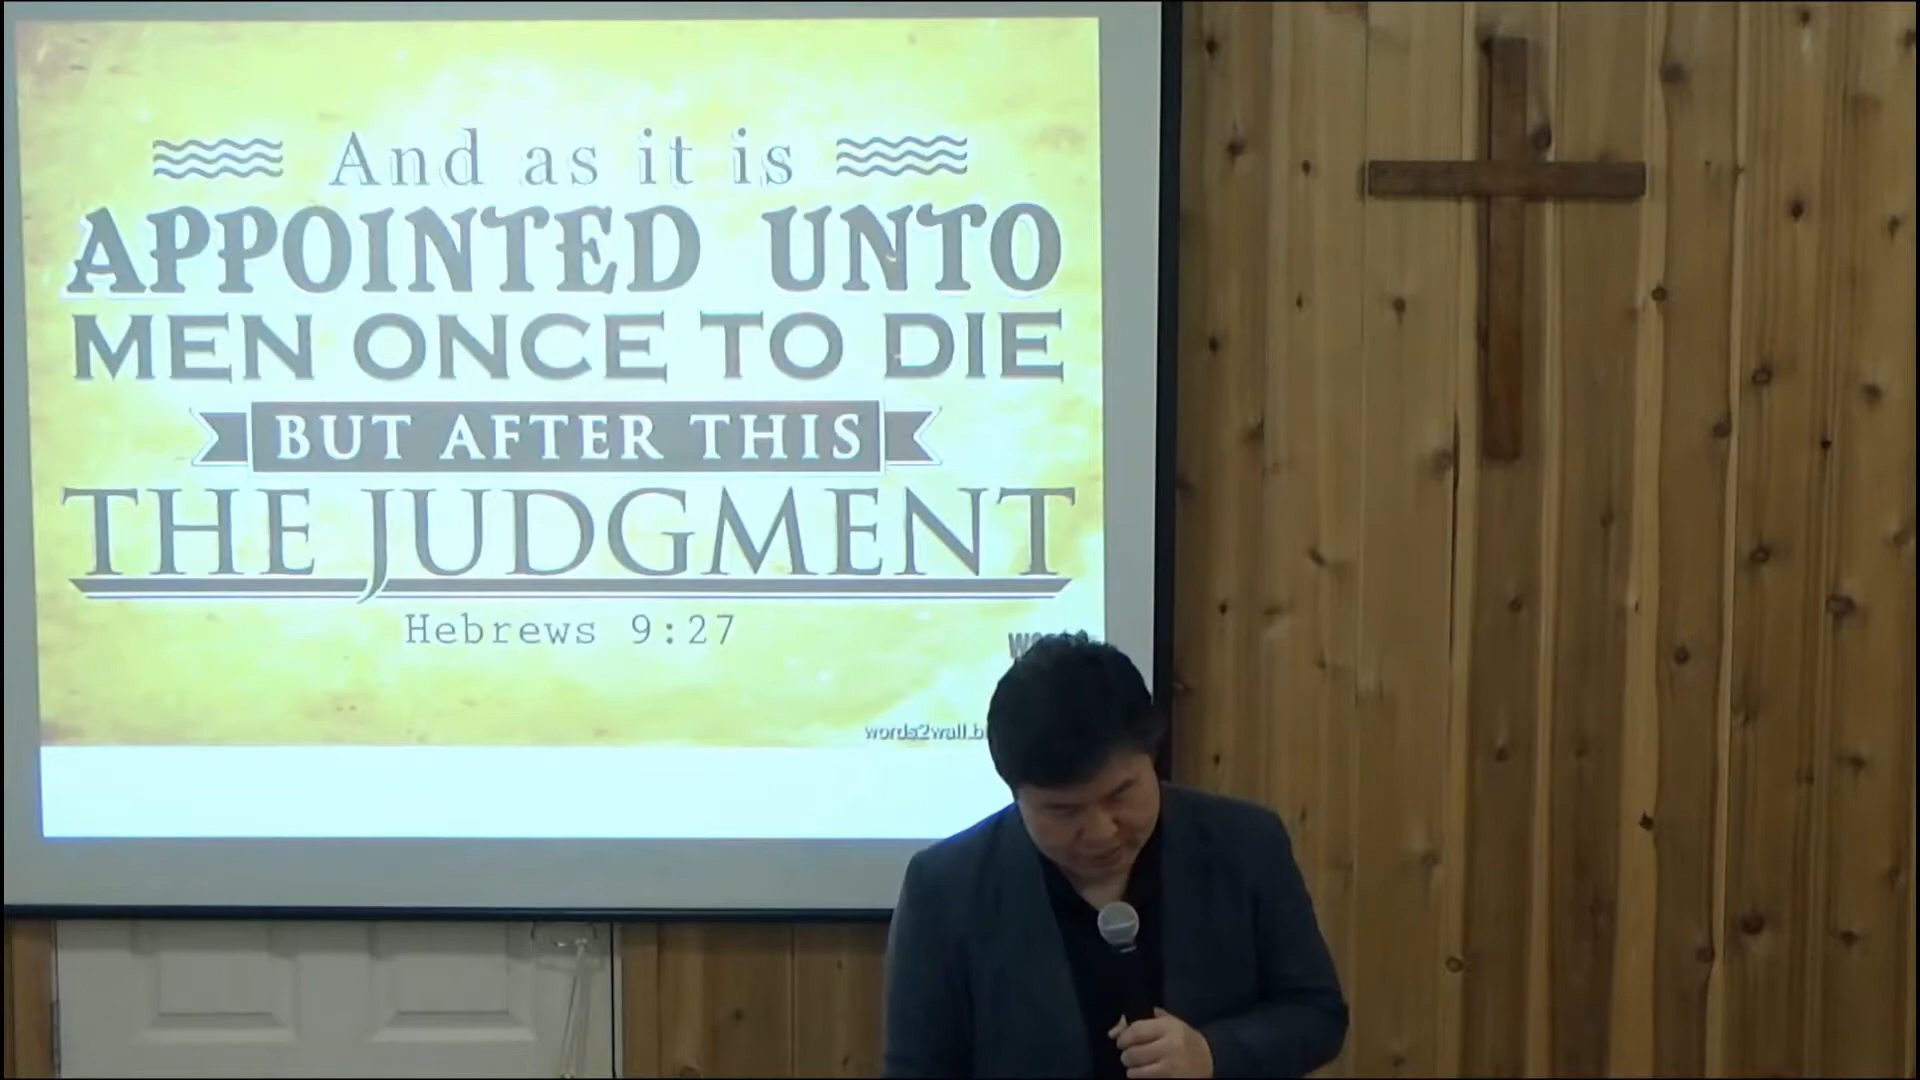 And as it is
APPOINTED UNTO
MEN ONCE TO DIE
BUT AFTER THIS
THE JUDGMENT
Hebrews 9:27